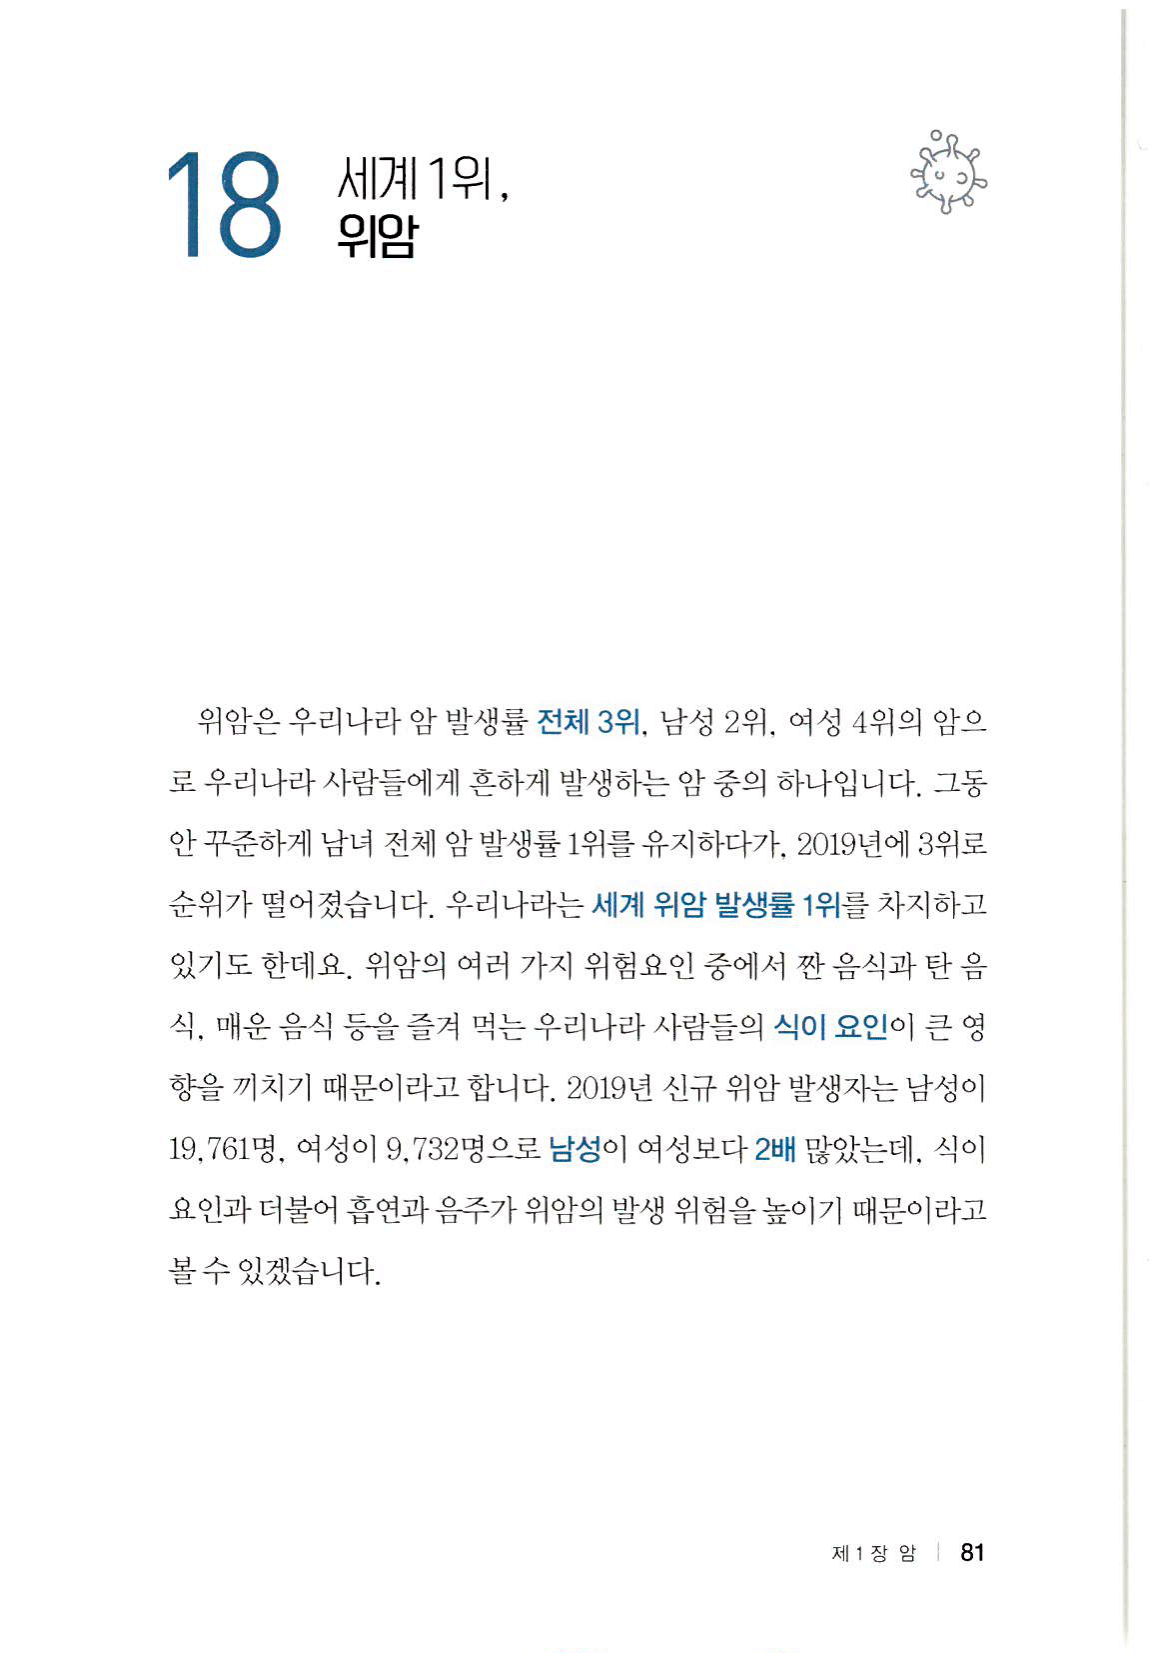 18
세계 1위,
위암
위암은 우리나라 암 발생률 전체 3위, 남성 2위, 여성 4위의 암으
로 우리나라 사람들에게 흔하게 발생하는 암 중의 하나입니다. 그동
안 꾸준하게 남녀 전체 암 발생률 1위를 유지하다가, 2019년에 3위로
순위가 떨어졌습니다. 우리나라는 세계 위암 발생률 1위를 차지하고
있기도 한데요. 위암의 여러 가지 위험요인 중에서 짠 음식과 탄 음
식, 매운 음식 등을 즐겨 먹는 우리나라 사람들의 식이 요인이 큰 영
향을 끼치기 때문이라고 합니다. 2019년 신규 위암 발생자는 남성이
19,761명, 여성이 9,732명으로 남성이 여성보다 2배 많았는데, 식이
요인과 더불어 흡연과 음주가 위암의 발생 위험을 높이기 때문이라고
볼 수 있겠습니다.
제1장 암 | 81